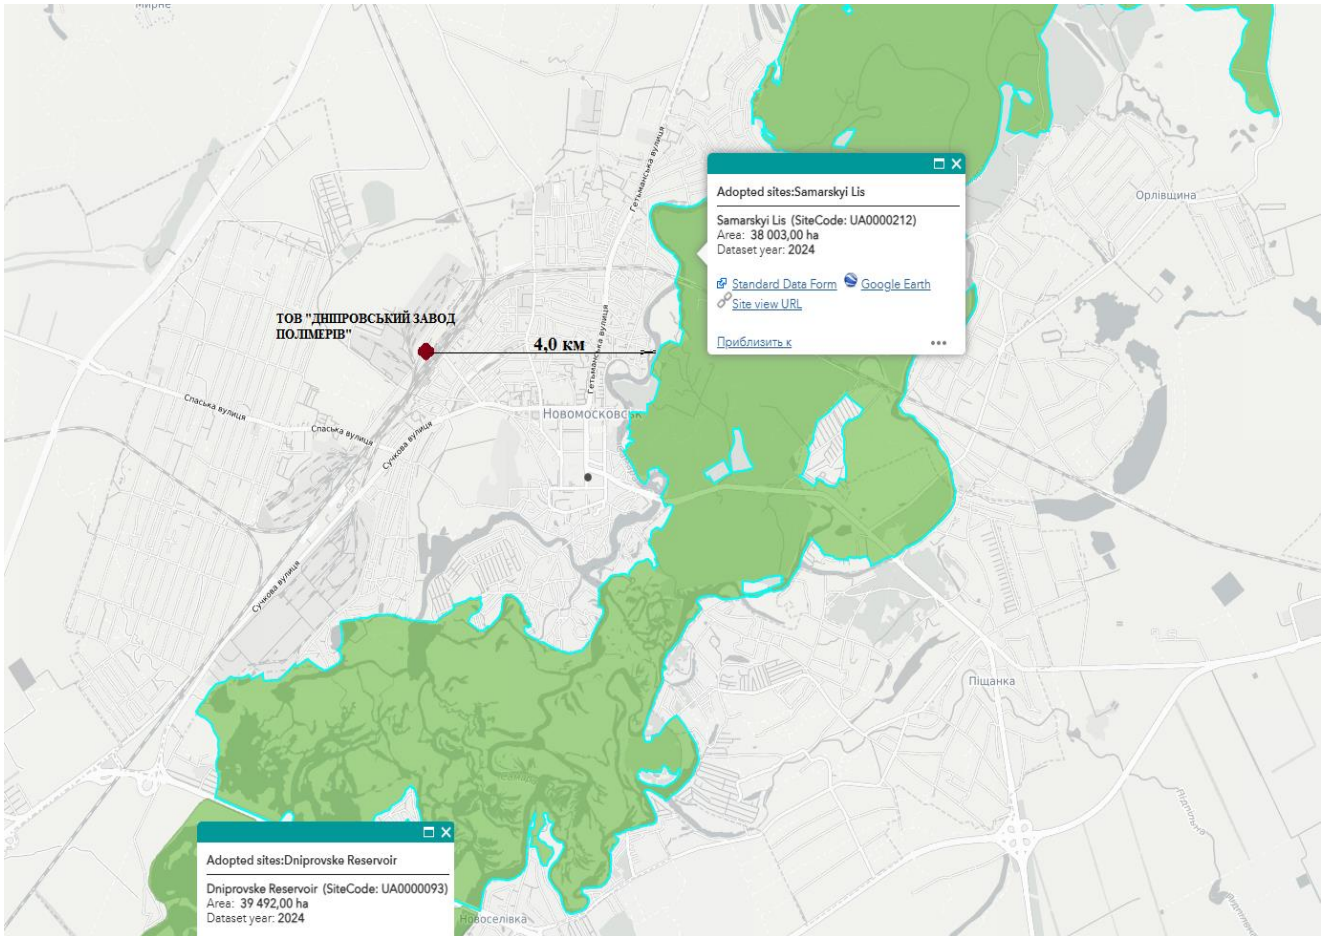 Мирне
Гетьманська вулиця
Adopted sites:Samarskyi Lis
Samarskyi Lis (SiteCode: UA0000212)
Area: 38 003,00 ha
Dataset year: 2024
Standard Data Form Google Earth
Site view URL
Приблизить к
Орлівщина
ТОВ "ДНІПРОВСЬКИЙ ЗАВОД
ПОЛІМЕРІВ"
4,0 км
Гетьманська вулиця
Спаська вулиця
Спаська вулиця
Сучкова вулиця
Новомосковськ
Сучкова вулиця
Піщанка
Підпільна
Adopted sites:Dniprovske Reservoir
Dniprovske Reservoir (SiteCode: UA0000093)
Area: 39 492,00 ha
Dataset year: 2024
Новоселівка
Підпільна